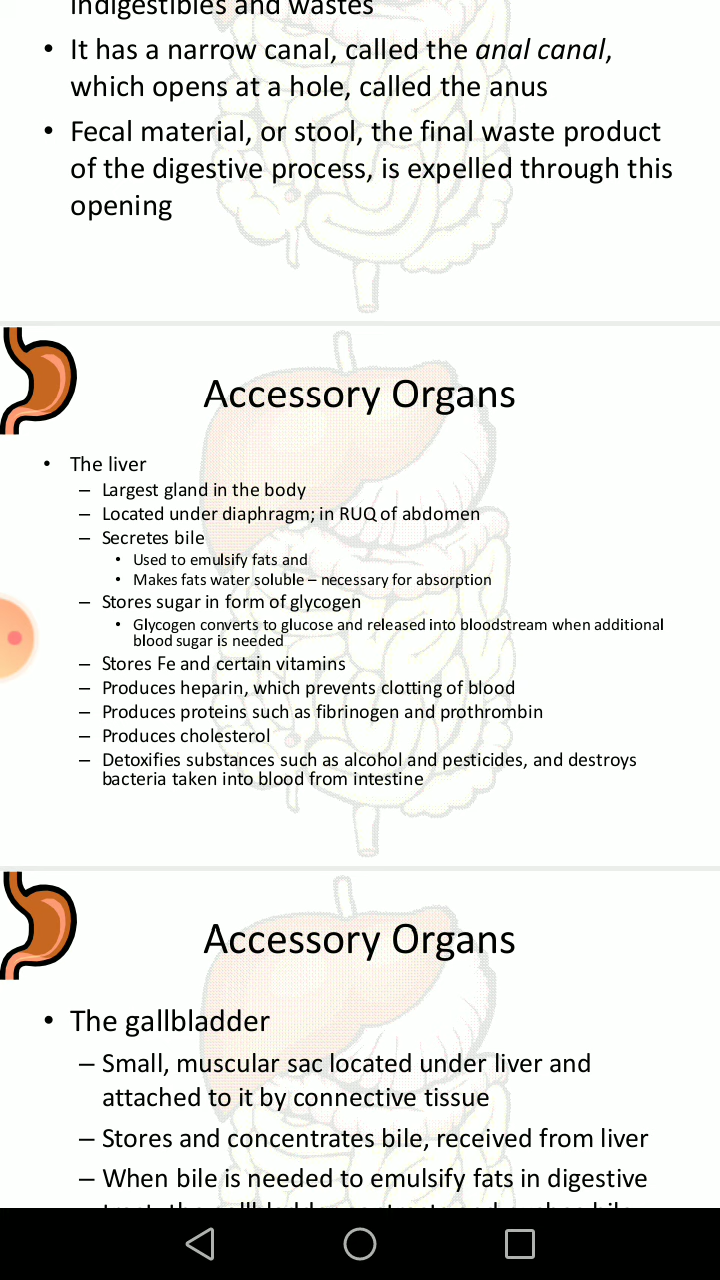 indigestibles and wastes
• It has a narrow canal, called the anal canal,
which opens at a hole, called the anus
• Fecal material, or stool, the final waste product
of the digestive process, is expelled through this
opening
Accessory Organs
• The liver
– Largest gland in the body
– Located under diaphragm; in RUQ of abdomen
– Secretes bile
• Used to emulsify fats and
• Makes fats water soluble – necessary for absorption
– Stores sugar in form of glycogen
• Glycogen converts to glucose and released into bloodstream when additional
blood sugar is needed
– Stores Fe and certain vitamins
– Produces heparin, which prevents clotting of blood
– Produces proteins such as fibrinogen and prothrombin
– Produces cholesterol
– Detoxifies substances such as alcohol and pesticides, and destroys
bacteria taken into blood from intestine
Accessory Organs
• The gallbladder
– Small, muscular sac located under liver and
attached to it by connective tissue
– Stores and concentrates bile, received from liver
– When bile is needed to emulsify fats in digestive